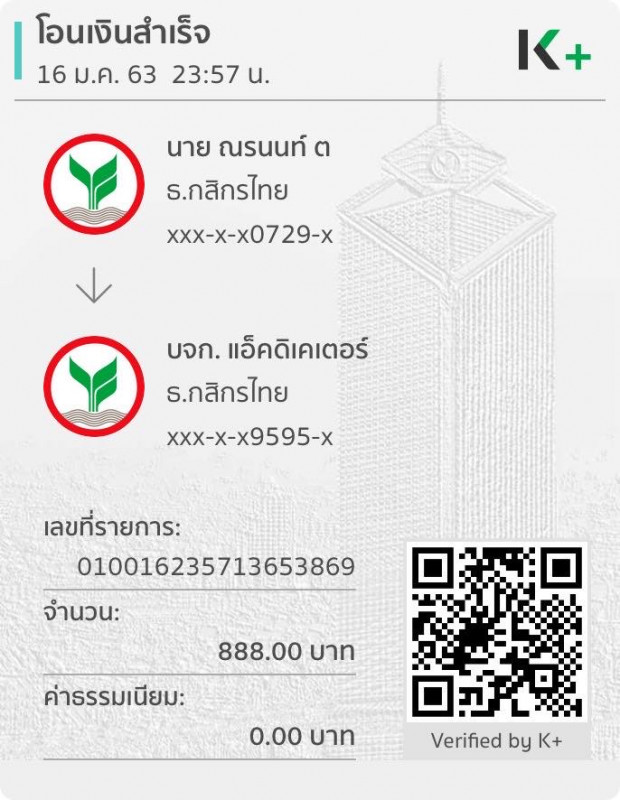 โอนเงินสำเร็จ
16 ม.ค. 63 23:57 น.
K+
นาย ณรนนท์ ต
ธ.กสิกรไทย
xxx-x-x0729-x
บจก. แอ็คดิเคเตอร์
ธ.กสิกรไทย
xxx-x-x9595-x
เลขที่รายการ:
010016235713653869
จำนวน:
888.00 บาท
ค่าธรรมเนียม:
0.00 บาท
Verified by K+